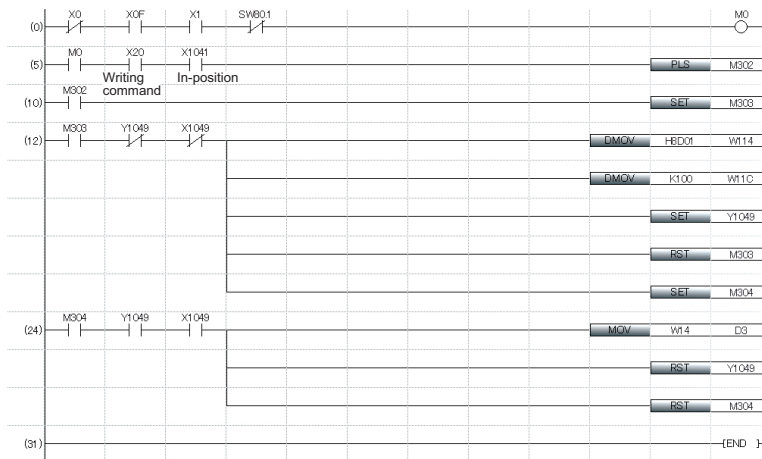 X0 X0F X1 SW80.1 M0
(0)
M0 X20 X1041
(5) PLS M302
Writing command In-position
M302
(10) SET M303
M303 Y1049 X1049
(12) DMOV H8D01 W114
DMOV K100 W11C
SET Y1049
RST M303
SET M304
M304 Y1049 X1049
(24) MOV W14 D3
RST Y1049
RST M304
(31) [END ]